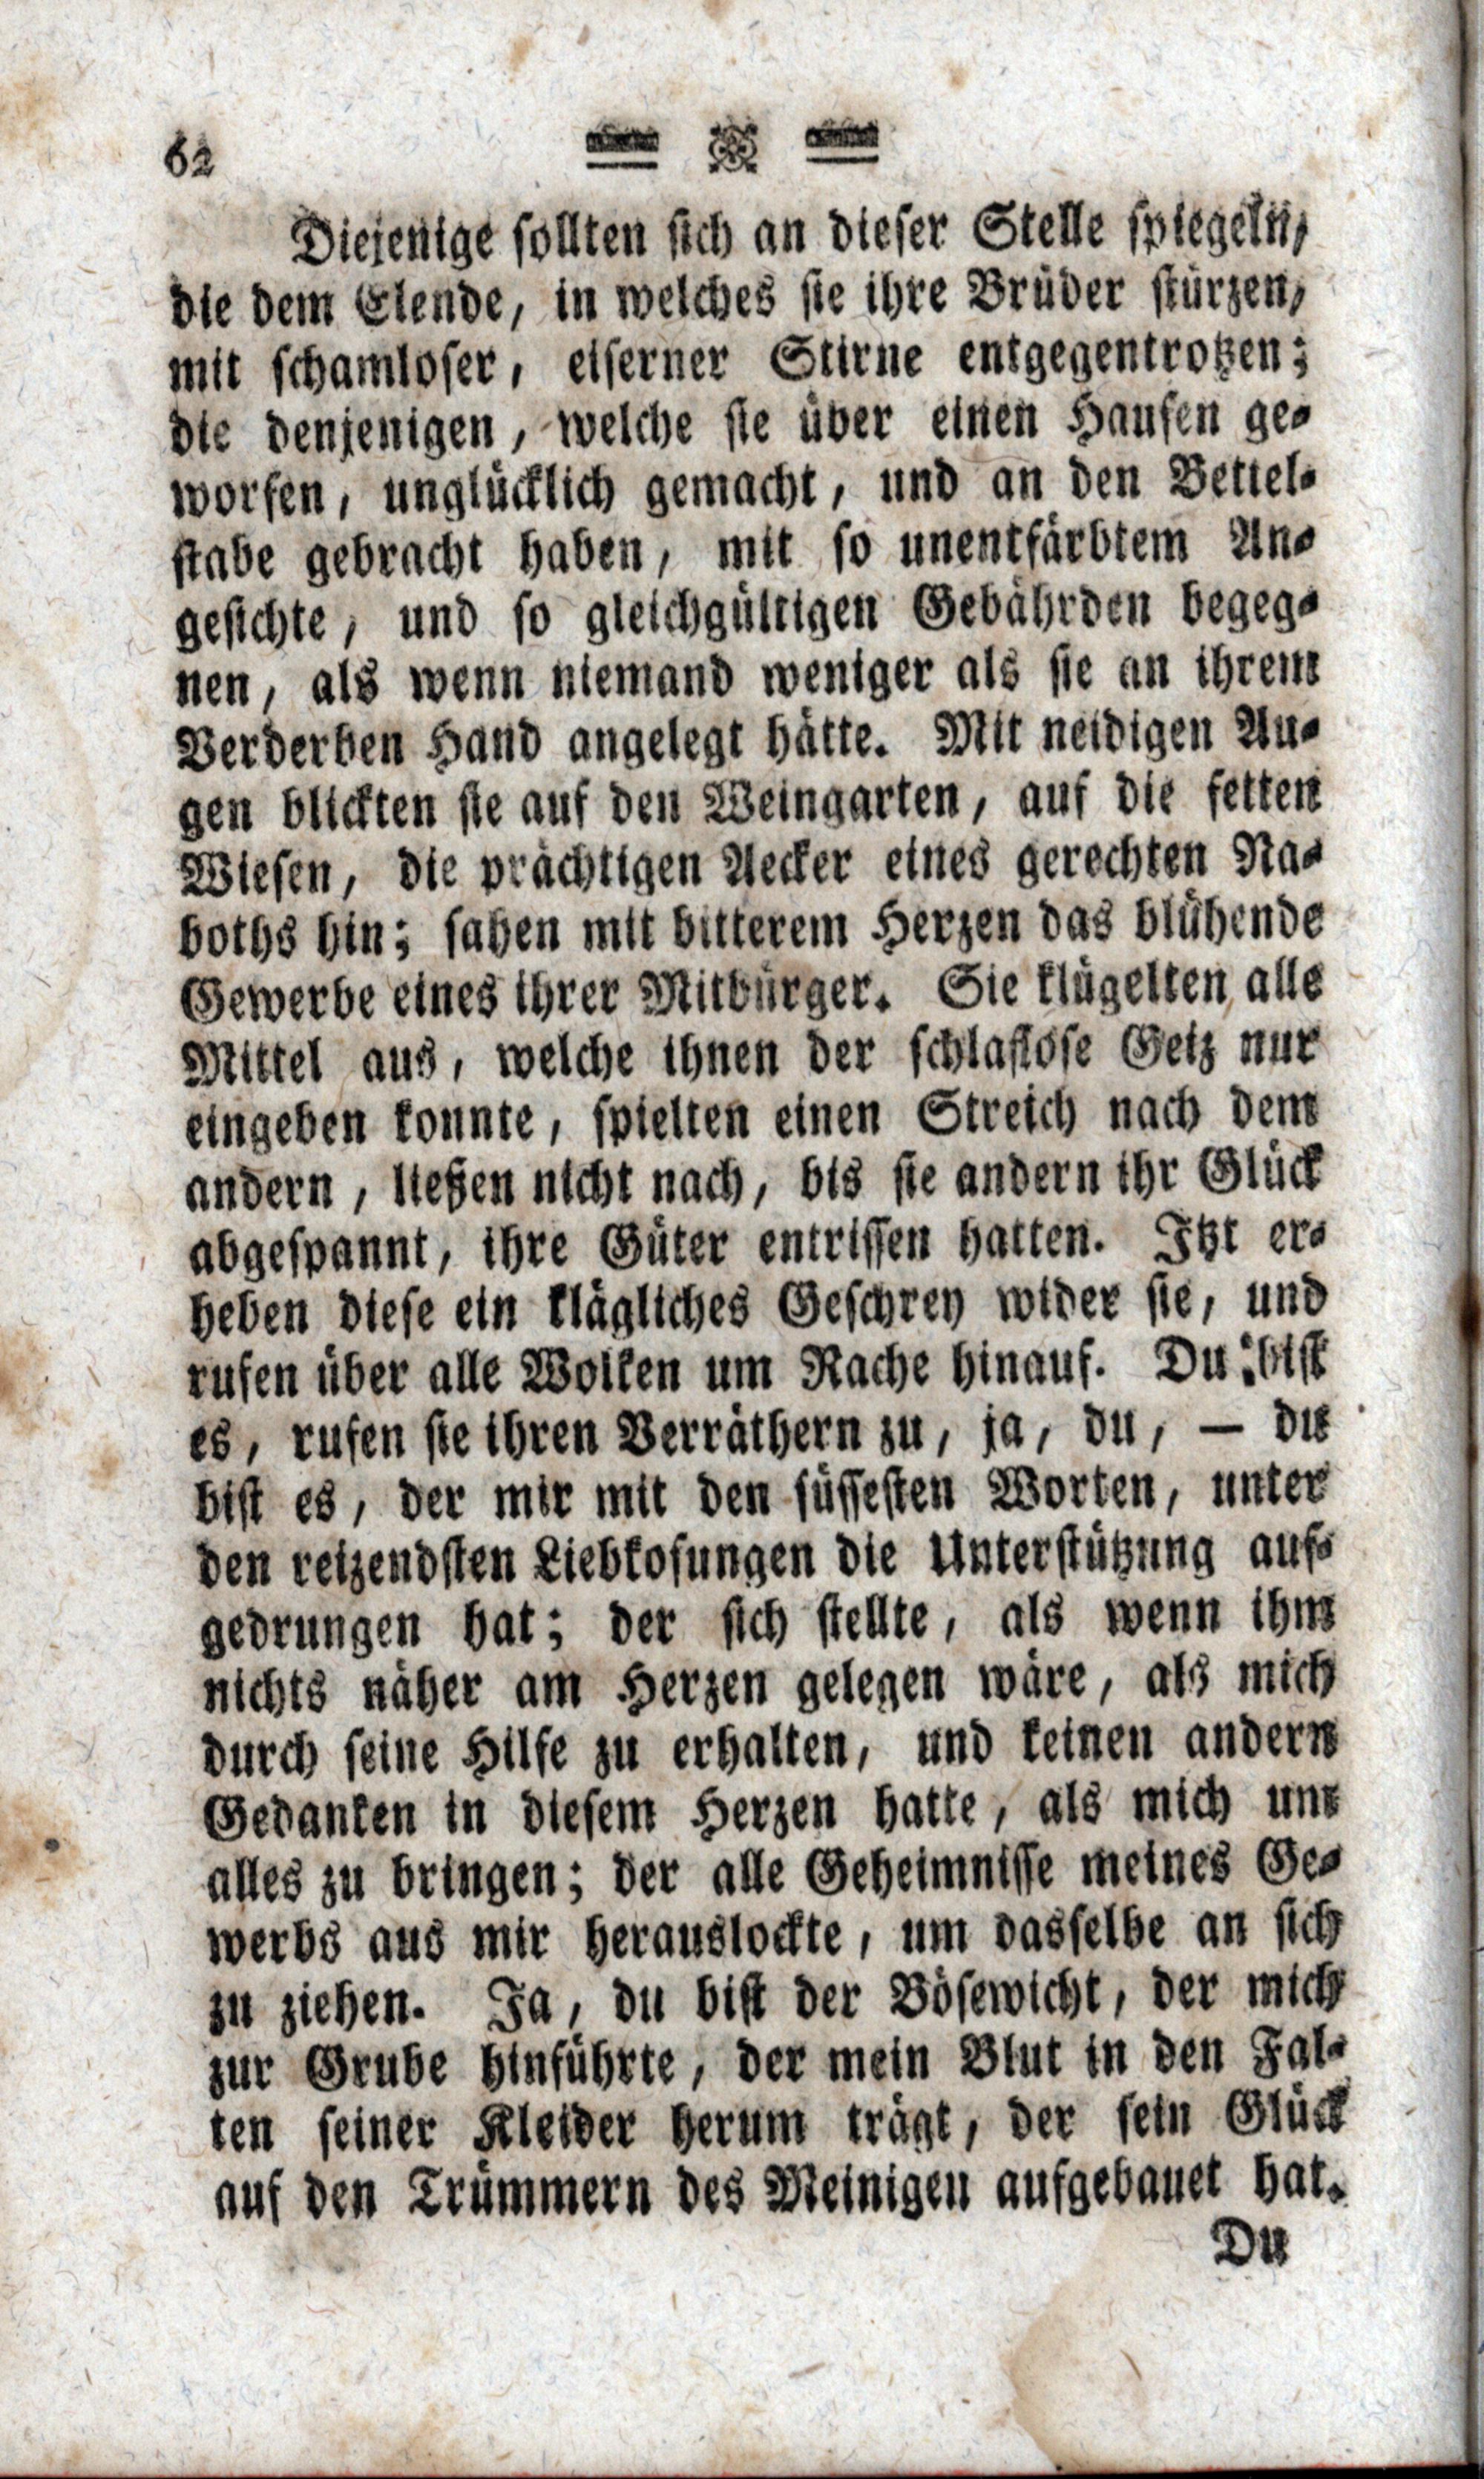 62
Diejenige sollten sich an dieser Stelle spiegeln,
die dem Elende, in welches sie ihre Brüder stürzen,
mit schamloser, eiserner Stirne entgegentrotzen;
die denjenigen, welche sie über einen Haufen ge-
worfen, unglücklich gemacht, und an den Bettel-
stabe gebracht haben, mit so unentfärbtem An-
gesichte, und so gleichgültigen Gebährden begeg-
nen, als wenn niemand weniger als sie an ihrem
Verderben Hand angelegt hätte. Mit neidigen Au-
gen blickten sie auf den Weingarten, auf die fetten
Wiesen, die prächtigen Aecker eines gerechten Na-
boths hin; sahen mit bitterem Herzen das blühende
Gewerbe eines ihrer Mitbürger. Sie klügelten alle
Mittel aus, welche ihnen der schlaflose Geiz nur
eingeben konnte, spielten einen Streich nach dem
andern, ließen nicht nach, bis sie andern ihr Glück
abgespannt, ihre Güter entrissen hatten. Itzt er-
heben diese ein klägliches Geschrey wider sie, und
rufen über alle Wolken um Rache hinauf. Du bist
es, rufen sie ihren Verräthern zu, ja, du, — du
bist es, der mir mit den süssesten Worten, unter
den reizendsten Liebkosungen die Unterstützung auf-
gedrungen hat; der sich stellte, als wenn ihm
nichts näher am Herzen gelegen wäre, als mich
durch seine Hilfe zu erhalten, und keinen andern
Gedanken in diesem Herzen hatte, als mich um
alles zu bringen; der alle Geheimnisse meines Ge-
werbs aus mir herauslockte, um dasselbe an sich
zu ziehen. Ja, du bist der Bösewicht, der mich
zur Grube hinführte, der mein Blut in den Fal-
ten seiner Kleider herum trägt, der sein Glück
auf den Trümmern des Meinigen aufgebauet hat.
Du